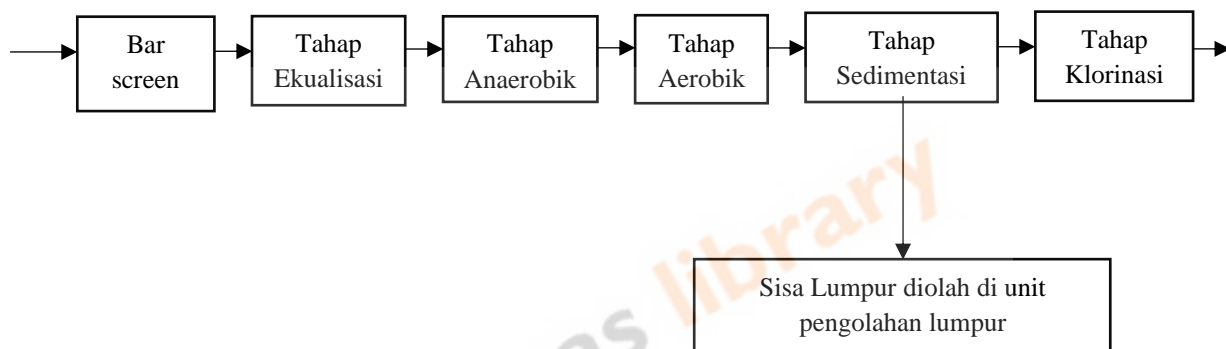 Bar
screen
Tahap
Ekualisasi
Tahap
Anaerobik
Tahap
Aerobik
Tahap
Sedimentasi
Tahap
Klorinasi
Sisa Lumpur diolah di unit
pengolahan lumpur
library